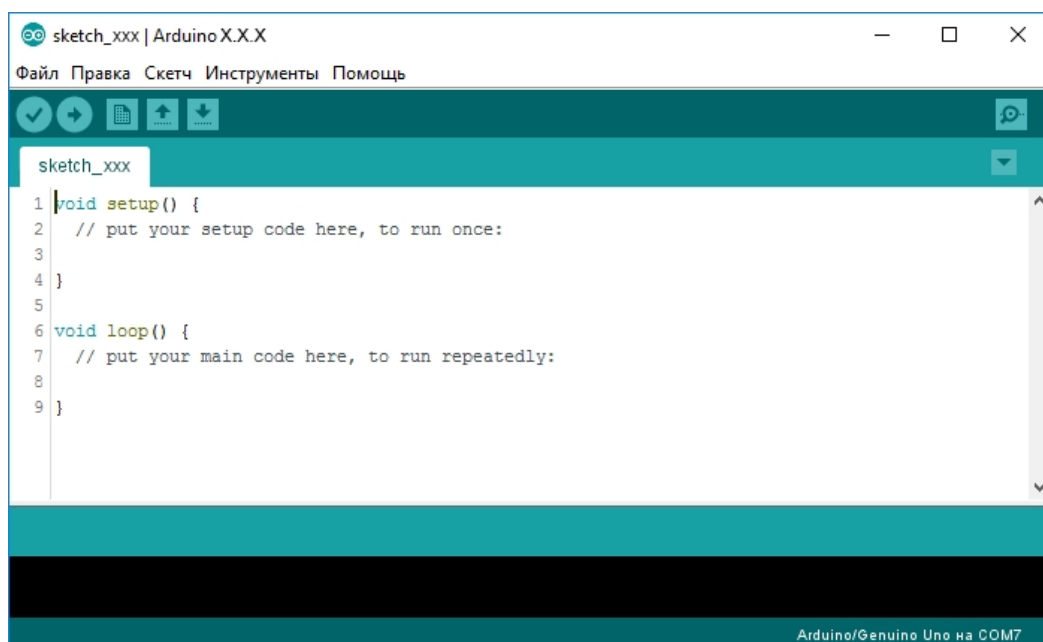 sketch_xxx | Arduino X.X.X
Файл Правка Скетч Инструменты Помощь
sketch_xxx
1 void setup() {
2 // put your setup code here, to run once:
3
4 }
5
6 void loop() {
7 // put your main code here, to run repeatedly:
8
9 }
Arduino/Genuino Uno на COM7